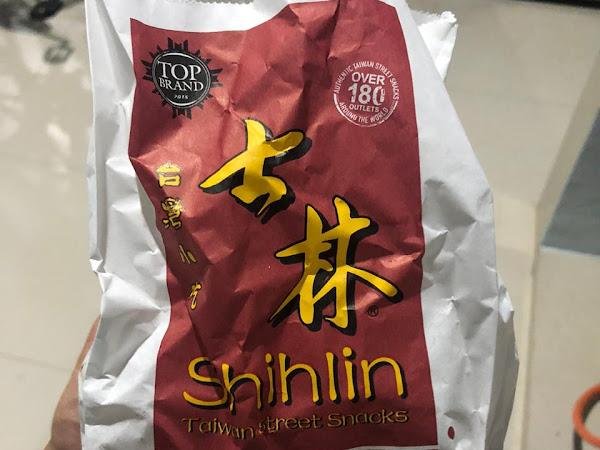 TOP
BRAND
2015
AUTHENTIC TAIWAN STREET SNACKS
OVER
180
OUTLETS
AROUND THE WORLD
士林
台灣小吃
®
Shihlin
Taiwan Street Snacks